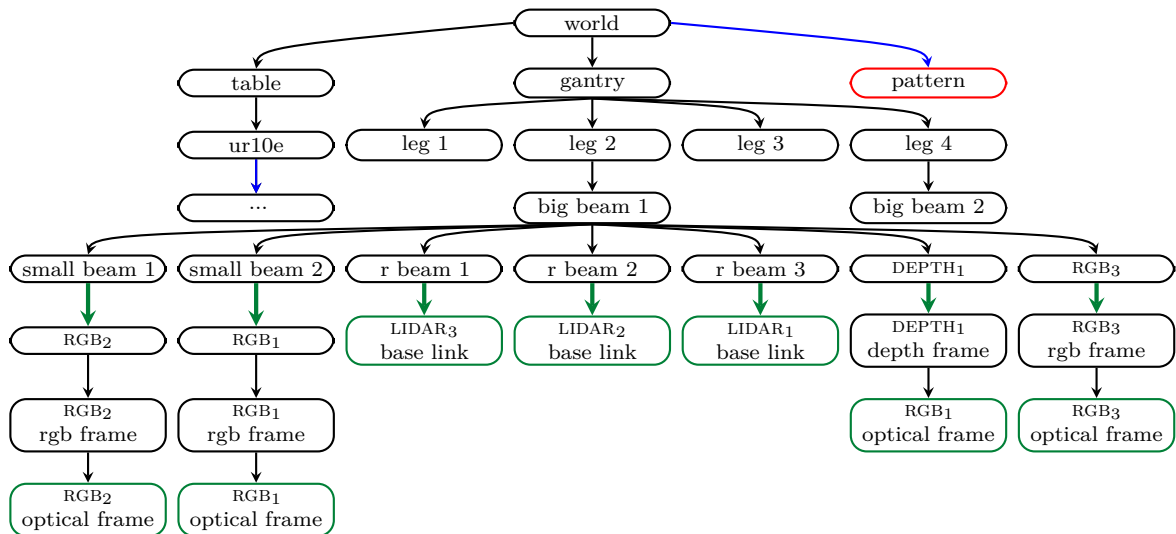 world
table
gantry
pattern
ur10e
leg 1
leg 2
leg 3
leg 4
...
big beam 1
big beam 2
small beam 1
small beam 2
r beam 1
r beam 2
r beam 3
DEPTH1
RGB3
RGB2
RGB1
LIDAR3
base link
LIDAR2
base link
LIDAR1
base link
DEPTH1
depth frame
RGB3
rgb frame
RGB2
rgb frame
RGB1
rgb frame
RGB1
optical frame
RGB3
optical frame
RGB2
optical frame
RGB1
optical frame